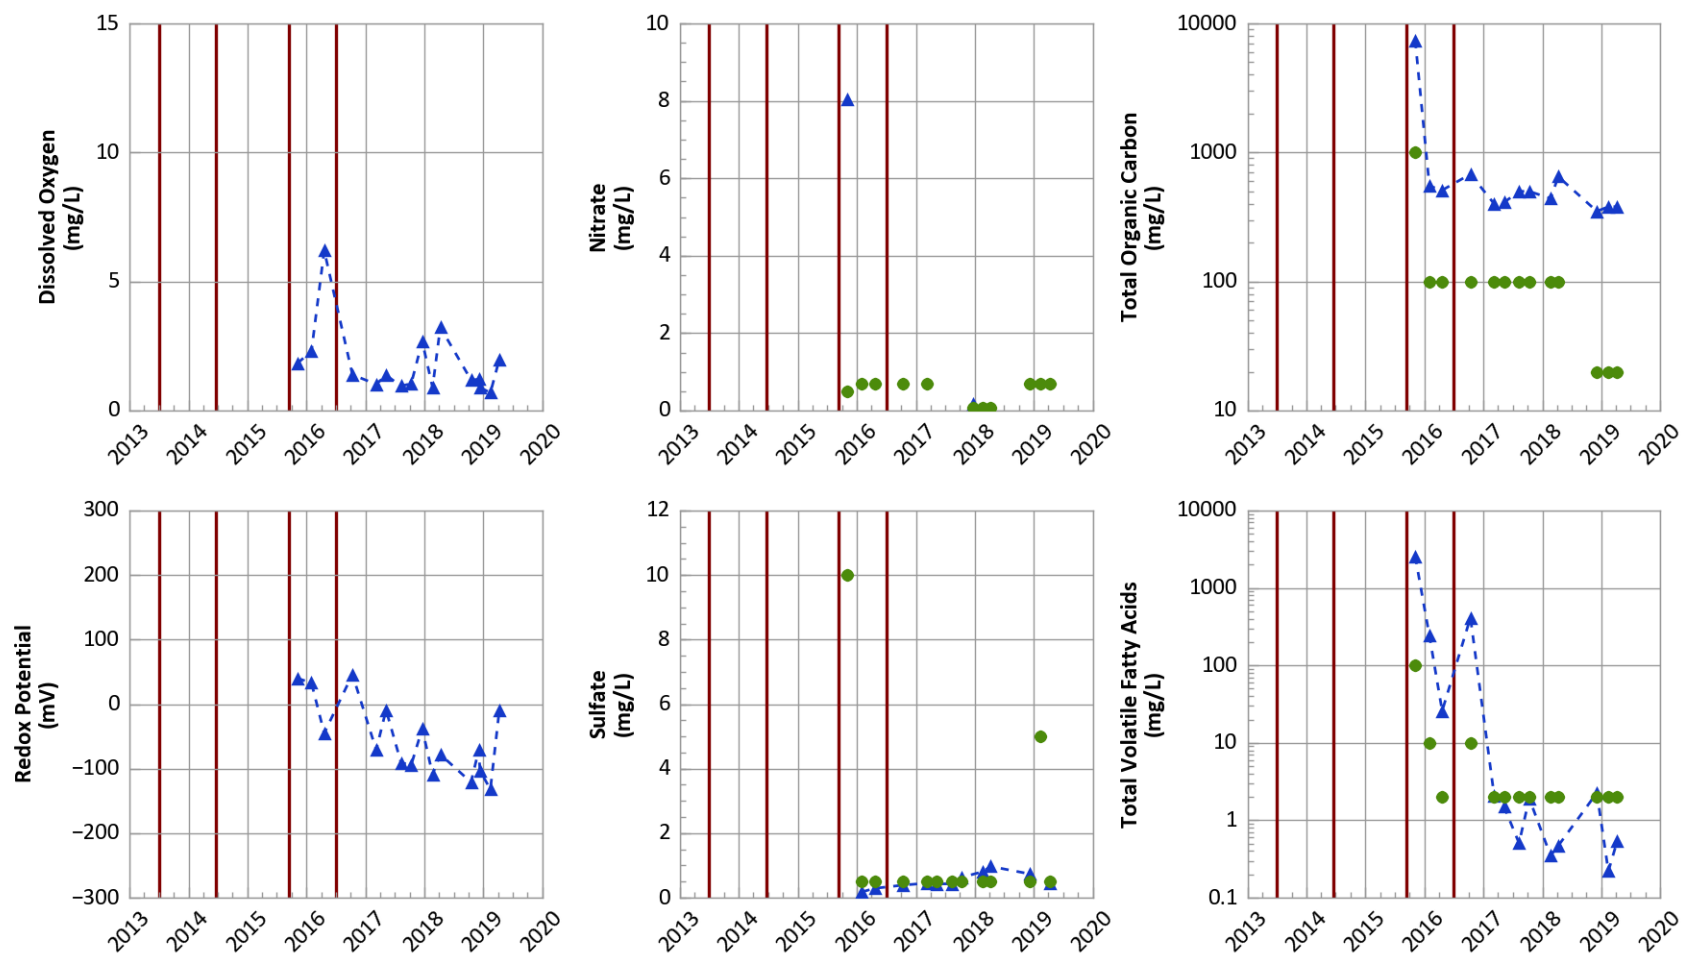 Dissolved Oxygen
(mg/L)
15
10
5
0
2013 2014 2015 2016 2017 2018 2019 2020
Nitrate
(mg/L)
10
8
6
4
2
0
2013 2014 2015 2016 2017 2018 2019 2020
Total Organic Carbon
(mg/L)
10000
1000
100
10
2013 2014 2015 2016 2017 2018 2019 2020
Redox Potential
(mV)
300
200
100
0
−100
−200
−300
2013 2014 2015 2016 2017 2018 2019 2020
Sulfate
(mg/L)
12
10
8
6
4
2
0
2013 2014 2015 2016 2017 2018 2019 2020
Total Volatile Fatty Acids
(mg/L)
10000
1000
100
10
1
0.1
2013 2014 2015 2016 2017 2018 2019 2020